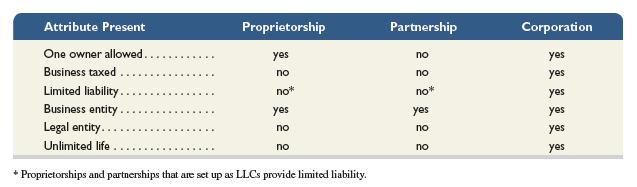 Attribute Present Proprietorship Partnership Corporation
One owner allowed . . . . . . . . . . . . yes no yes
Business taxed . . . . . . . . . . . . . . . . no no yes
Limited liability. . . . . . . . . . . . . . . . no* no* yes
Business entity . . . . . . . . . . . . . . . . yes yes yes
Legal entity. . . . . . . . . . . . . . . . . . . no no yes
Unlimited life . . . . . . . . . . . . . . . . . no no yes
* Proprietorships and partnerships that are set up as LLCs provide limited liability.